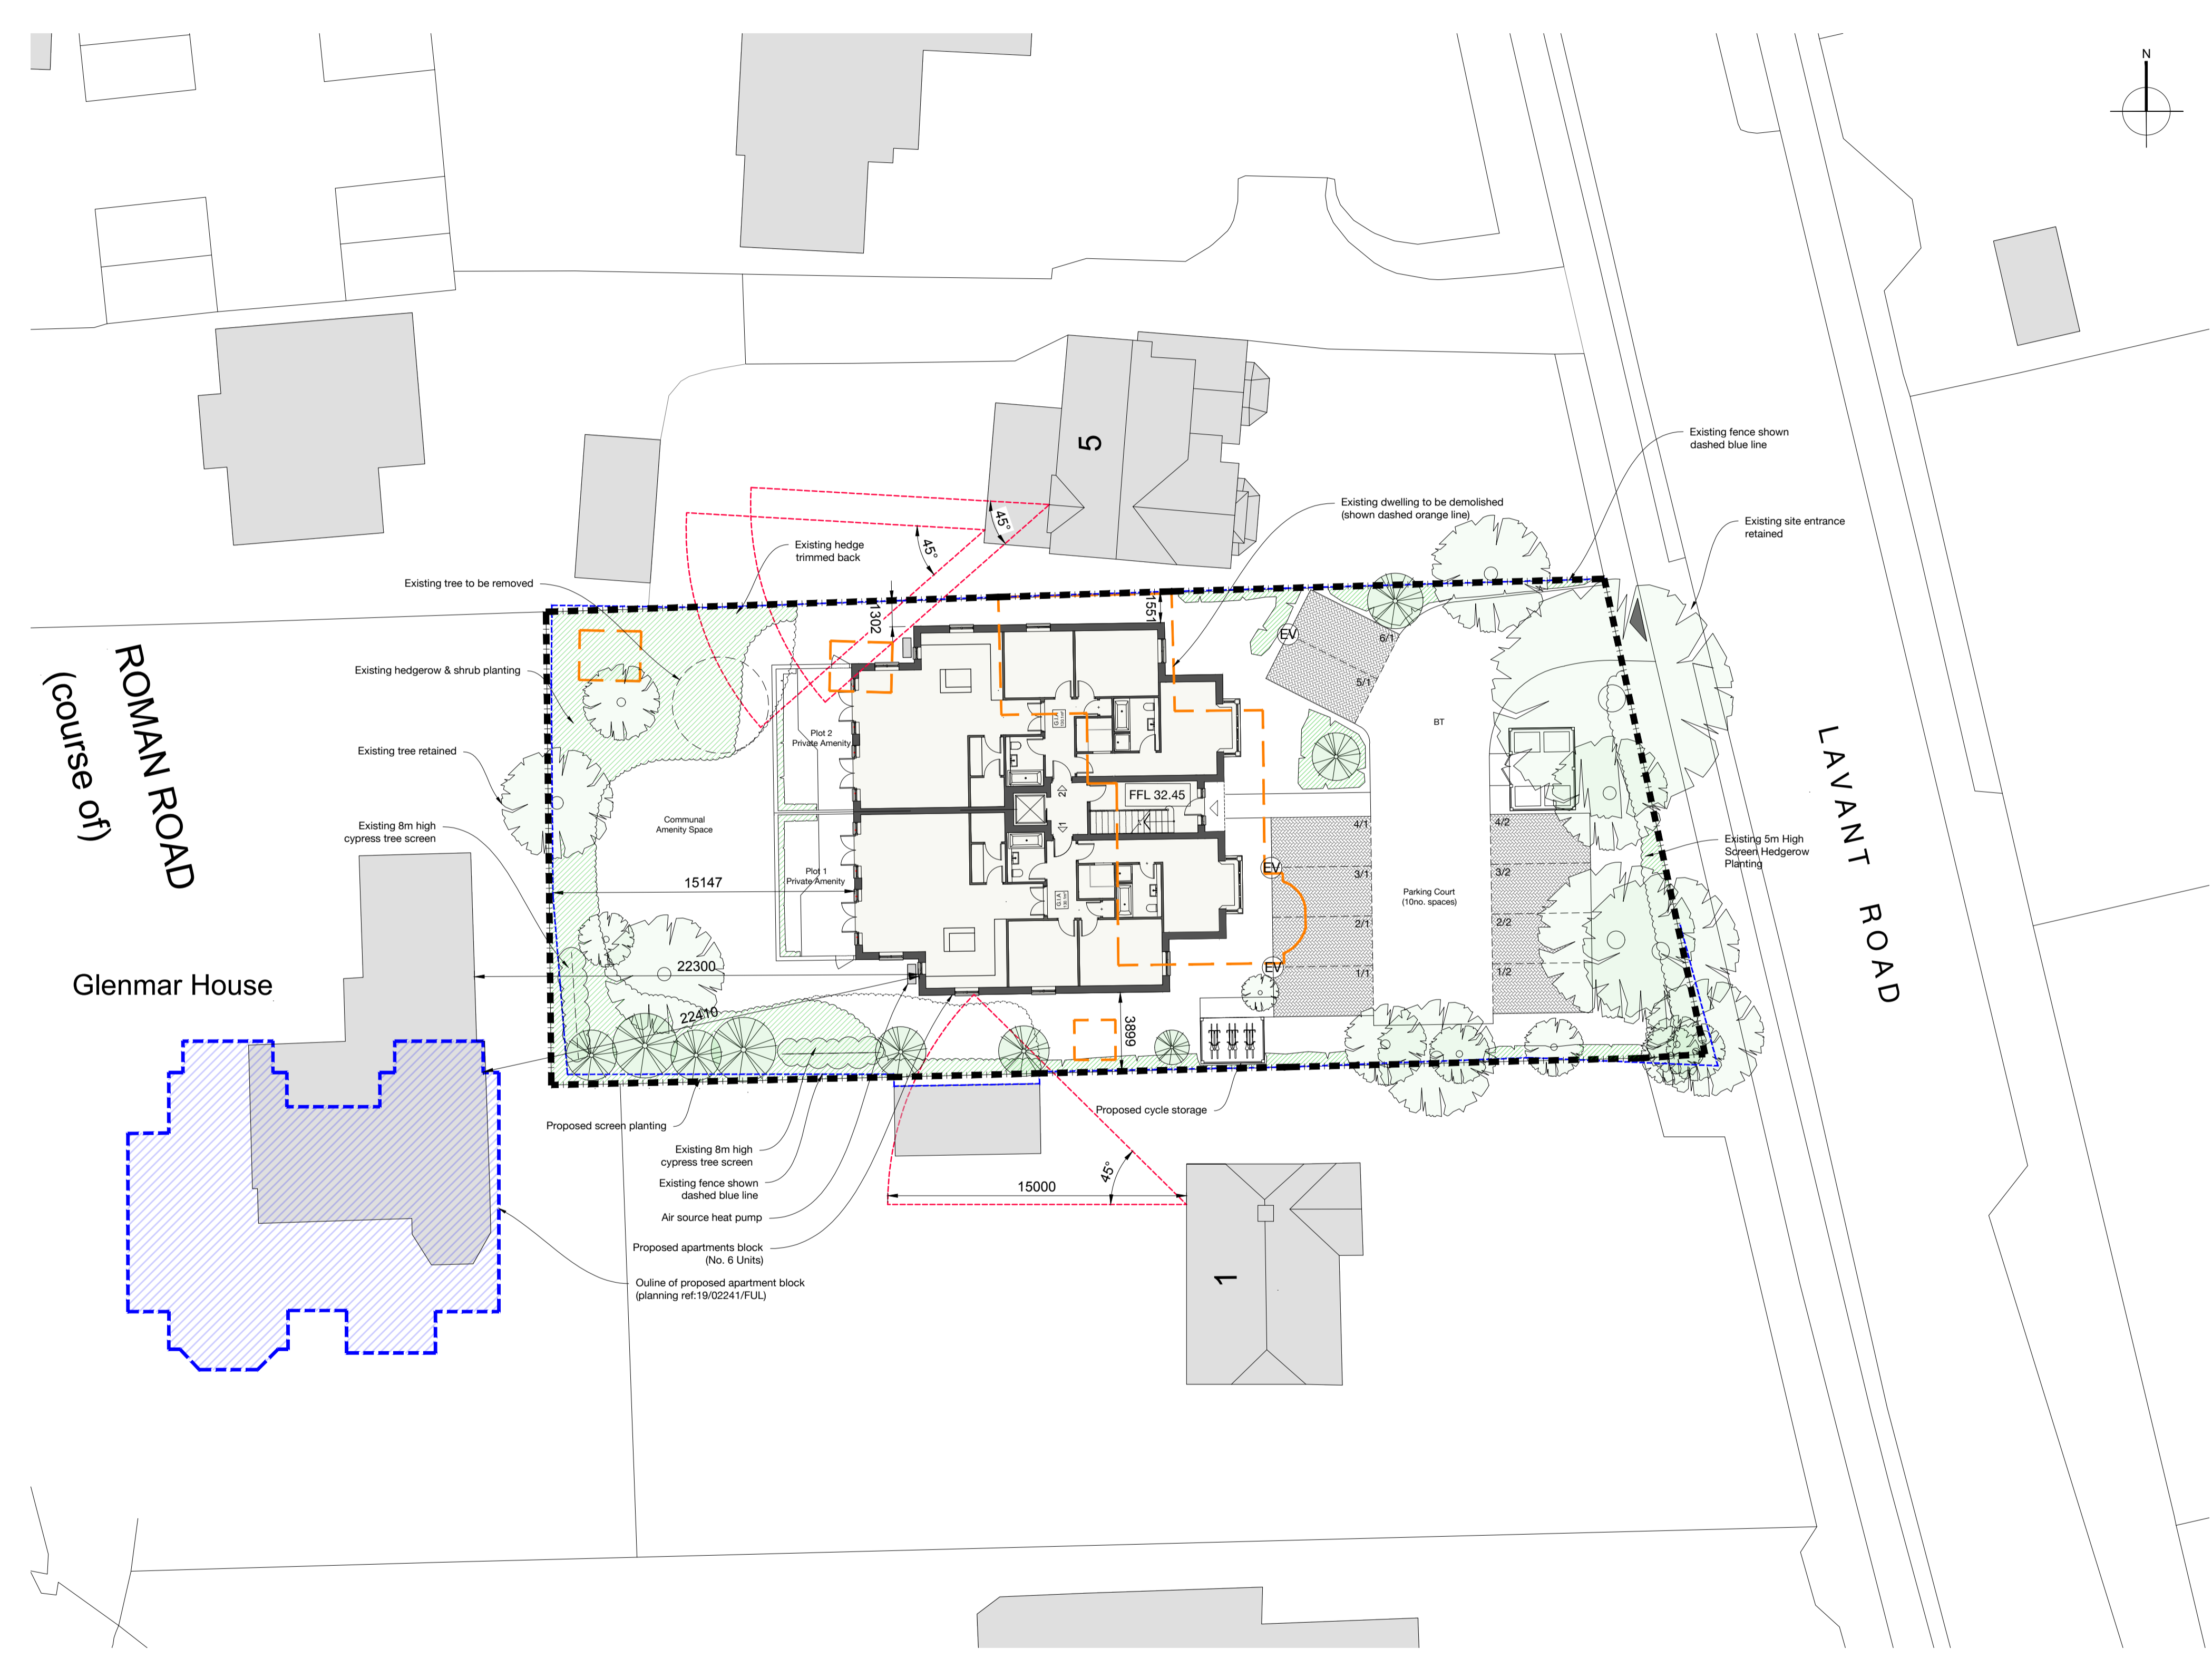 N
Existing fence shown
dashed blue line
5
Existing dwelling to be demolished
(shown dashed orange line)
Existing site entrance
retained
45°
45°
Existing hedge
trimmed back
Existing tree to be removed
1302
1551
EV
6/1
5/1
ROMAN ROAD
(course of)
Existing hedgerow & shrub planting
BT
Plot 2
Private Amenity
G.I.A
Existing tree retained
LAVANT ROAD
2
FFL 32.45
Communal
Amenity Space
Existing 8m high
cypress tree screen
1
4/1
4/2
Existing 5m High
Screen Hedgerow
Planting
EV
3/1
3/2
Plot 1
Private Amenity
15147
G.I.A
Parking Court
(10no. spaces)
2/1
2/2
Glenmar House
22300
EV
1/1
1/2
22410
3899
Proposed cycle storage
Proposed screen planting
Existing 8m high
cypress tree screen
Existing fence shown
dashed blue line
45°
15000
Air source heat pump
Proposed apartments block
(No. 6 Units)
1
Ouline of proposed apartment block
(planning ref:19/02241/FUL)